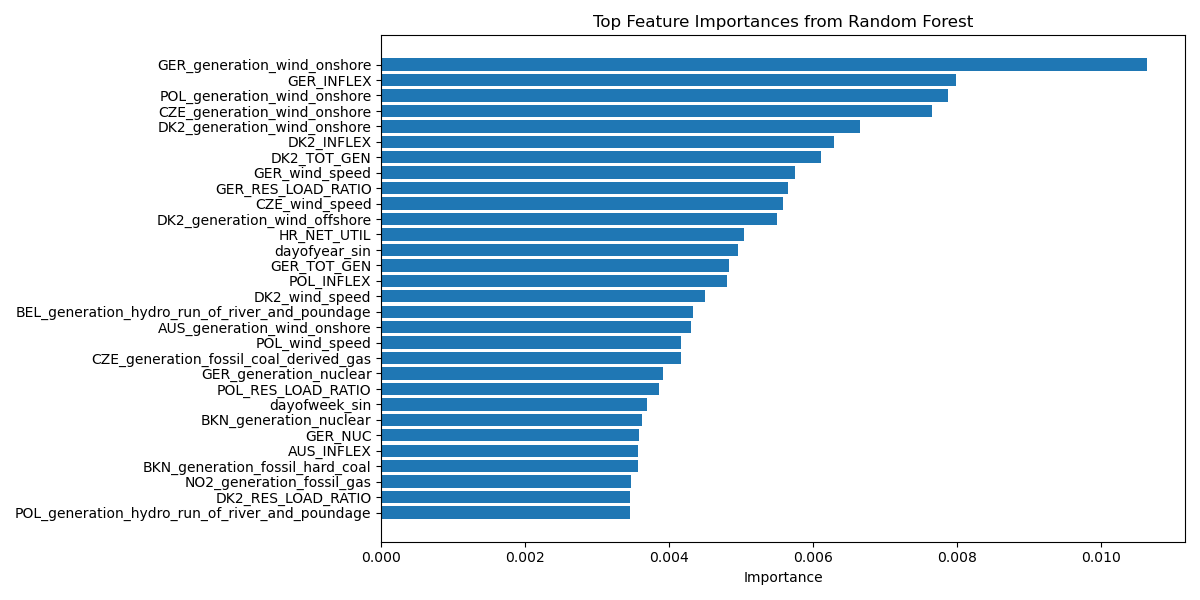 Top Feature Importances from Random Forest
GER_generation_wind_onshore
GER_INFLEX
POL_generation_wind_onshore
CZE_generation_wind_onshore
DK2_generation_wind_onshore
DK2_INFLEX
DK2_TOT_GEN
GER_wind_speed
GER_RES_LOAD_RATIO
CZE_wind_speed
DK2_generation_wind_offshore
HR_NET_UTIL
dayofyear_sin
GER_TOT_GEN
POL_INFLEX
DK2_wind_speed
BEL_generation_hydro_run_of_river_and_poundage
AUS_generation_wind_onshore
POL_wind_speed
CZE_generation_fossil_coal_derived_gas
GER_generation_nuclear
POL_RES_LOAD_RATIO
dayofweek_sin
BKN_generation_nuclear
GER_NUC
AUS_INFLEX
BKN_generation_fossil_hard_coal
NO2_generation_fossil_gas
DK2_RES_LOAD_RATIO
POL_generation_hydro_run_of_river_and_poundage
0.000 0.002 0.004 0.006 0.008 0.010
Importance